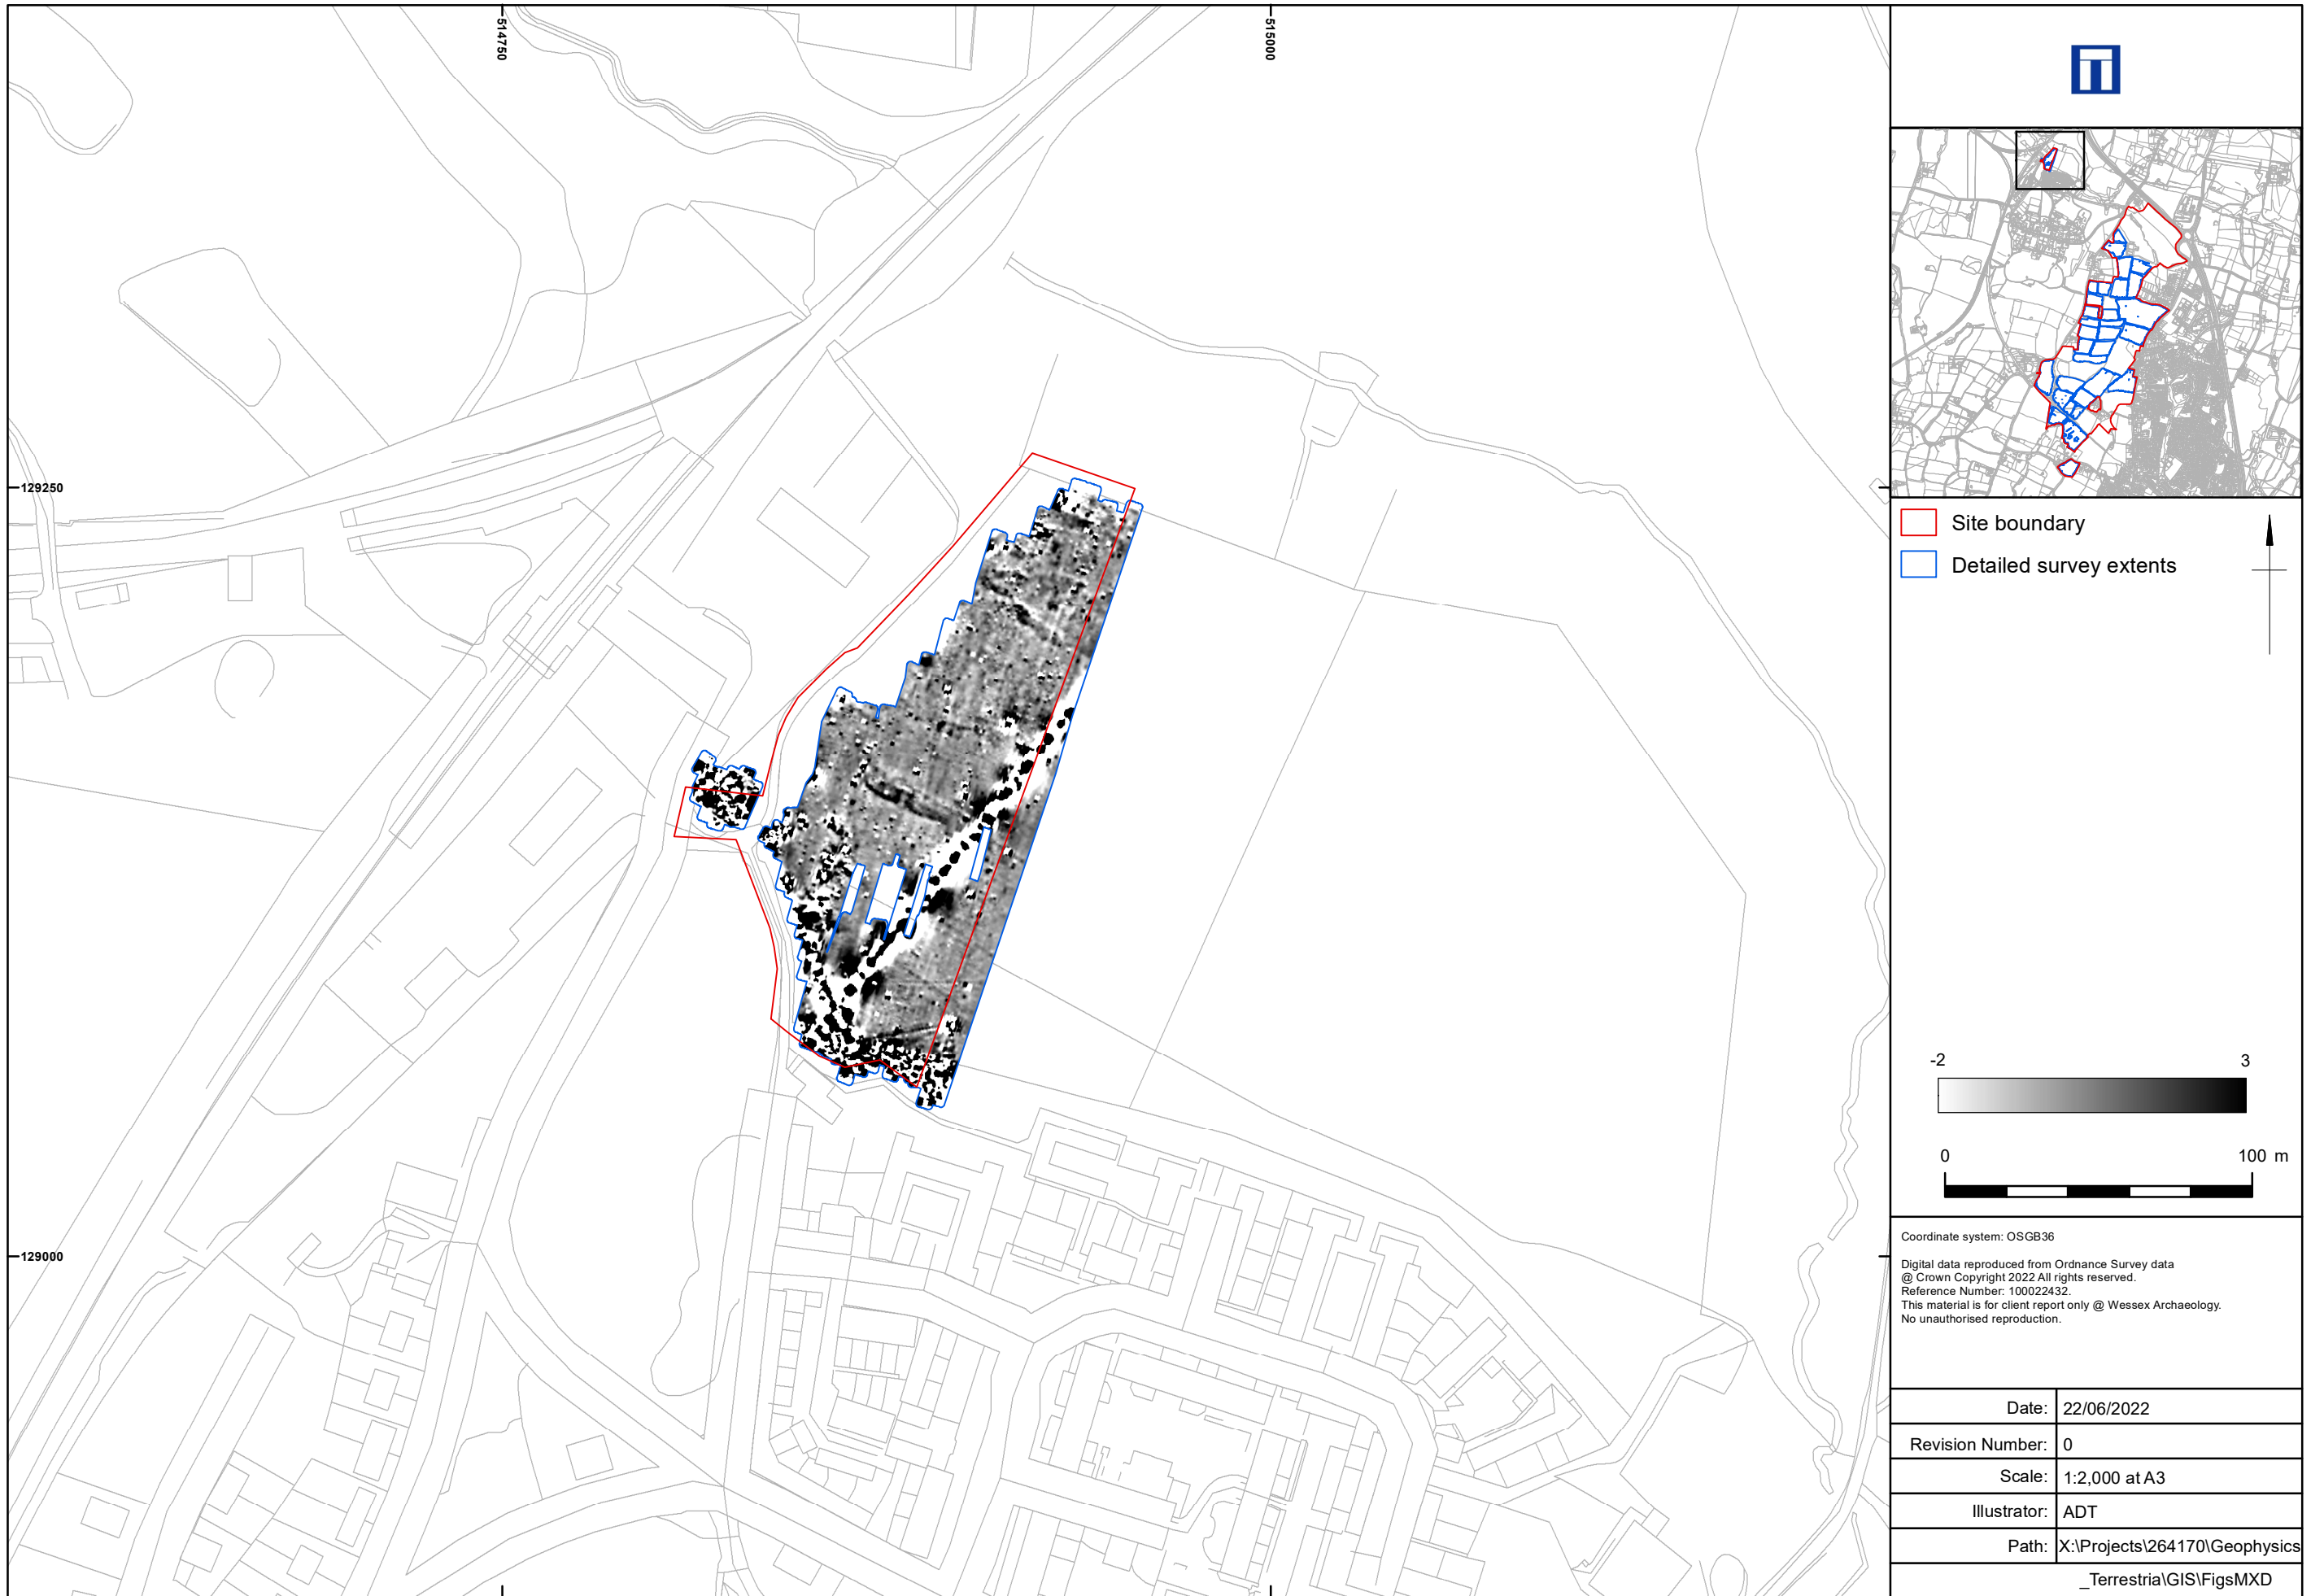 514750
515000
129250
129000
Site boundary
Detailed survey extents
-2 3
0 100 m
Coordinate system: OSGB36
Digital data reproduced from Ordnance Survey data
@ Crown Copyright 2022 All rights reserved.
Reference Number: 100022432.
This material is for client report only @ Wessex Archaeology.
No unauthorised reproduction.
Date: 22/06/2022
Revision Number: 0
Scale: 1:2,000 at A3
Illustrator: ADT
Path: X:\Projects\264170\Geophysics
_Terrestria\GIS\FigsMXD